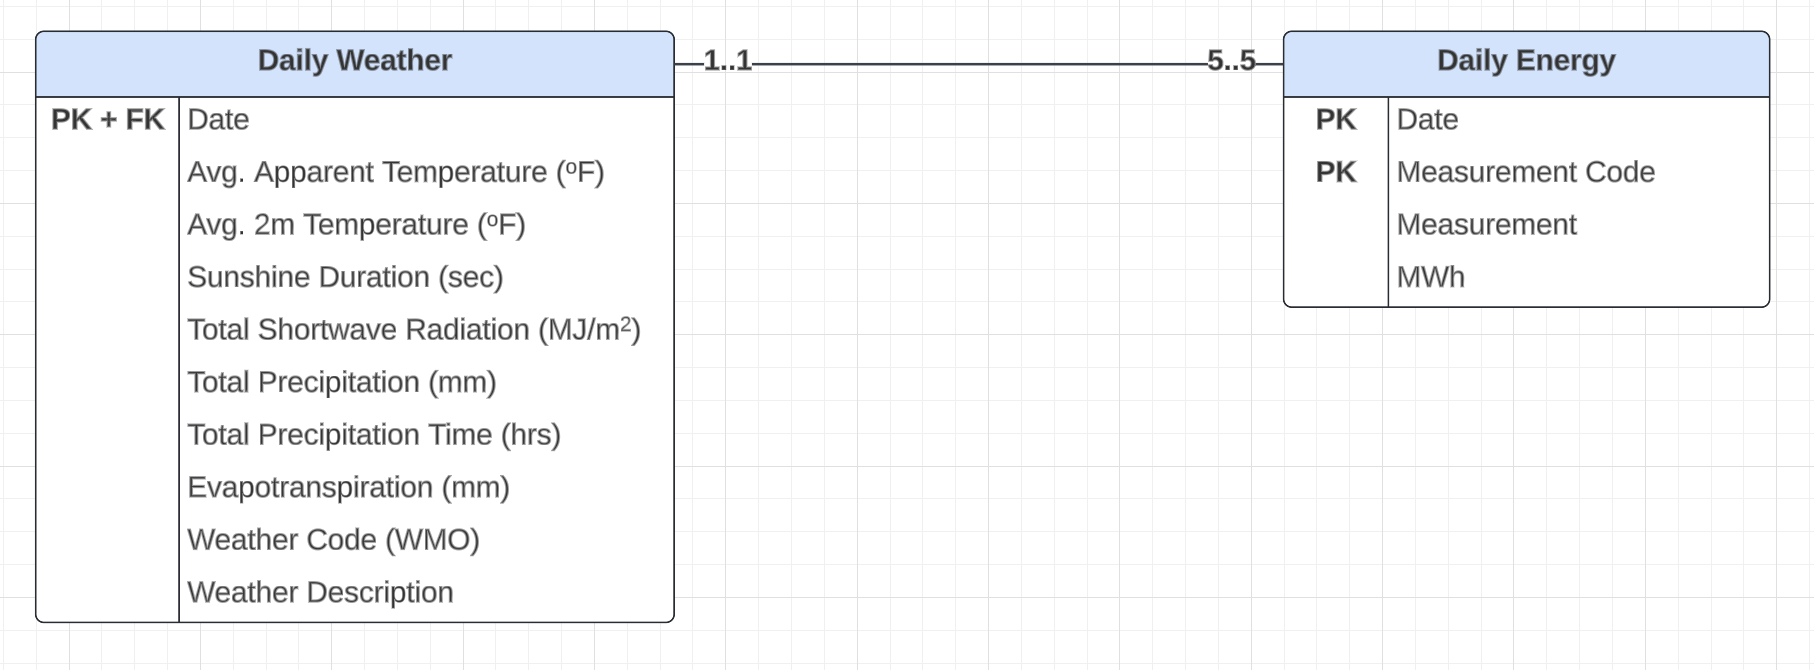 Daily Weather
1..1
5..5
Daily Energy
PK + FK Date
Avg. Apparent Temperature (ºF)
Avg. 2m Temperature (ºF)
Sunshine Duration (sec)
Total Shortwave Radiation (MJ/m²)
Total Precipitation (mm)
Total Precipitation Time (hrs)
Evapotranspiration (mm)
Weather Code (WMO)
Weather Description
PK Date
PK Measurement Code
Measurement
MWh